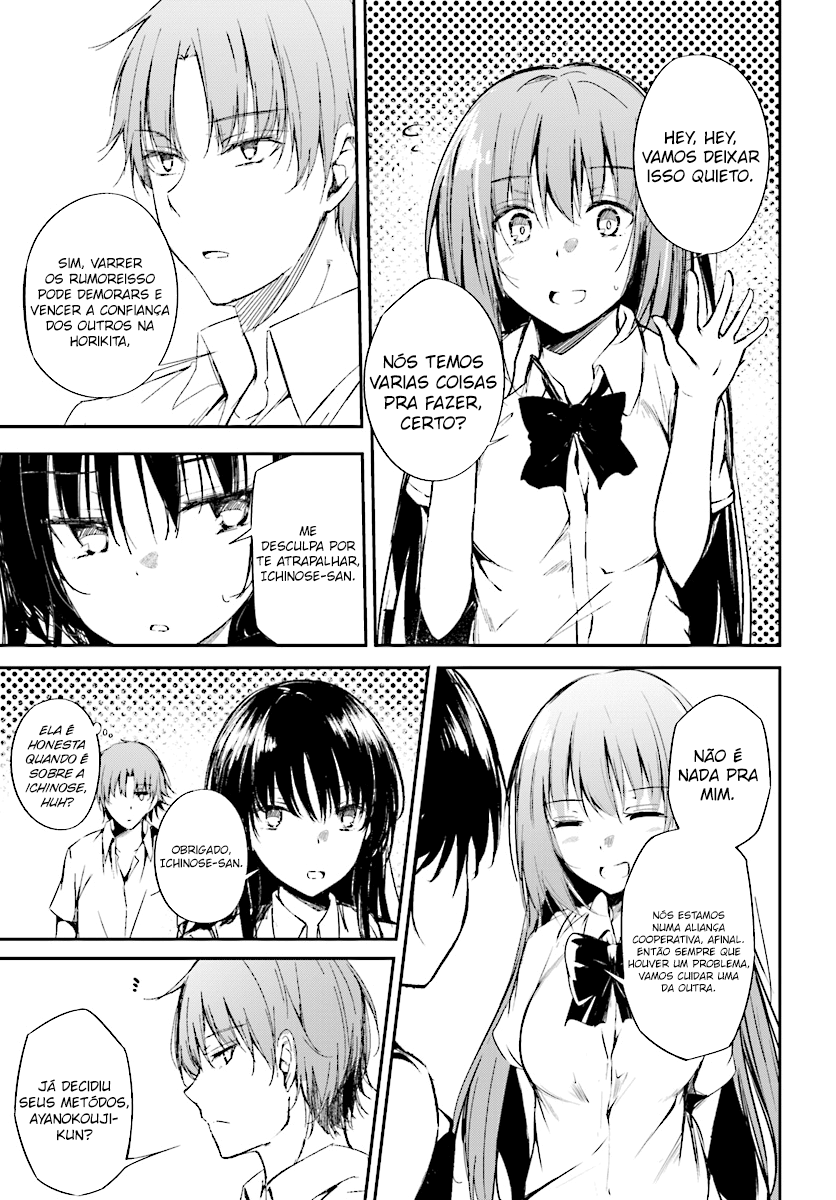 HEY, HEY,
VAMOS DEIXAR
ISSO QUIETO.
NÓS TEMOS
VARIAS COISAS
PRA FAZER,
CERTO?
SIM, VARRER
OS RUMOREISSO
PODE DEMORARS E
VENCER A CONFIANÇA
DOS OUTROS NA
HORIKITA,
ME
DESCULPA POR
TE ATRAPALHAR,
ICHINOSE-SAN.
NÃO É
NADA PRA
MIM.
NÓS ESTAMOS
NUMA ALIANÇA
COOPERATIVA, AFINAL.
ENTÃO SEMPRE QUE
HOUVER UM PROBLEMA,
VAMOS CUIDAR UMA
DA OUTRA.
OBRIGADO,
ICHINOSE-SAN.
ELA É
HONESTA
QUANDO É
SOBRE A
ICHINOSE,
HUH?
JÁ DECIDIU
SEUS METÓDOS,
AYANOKOUJI-
KUN?